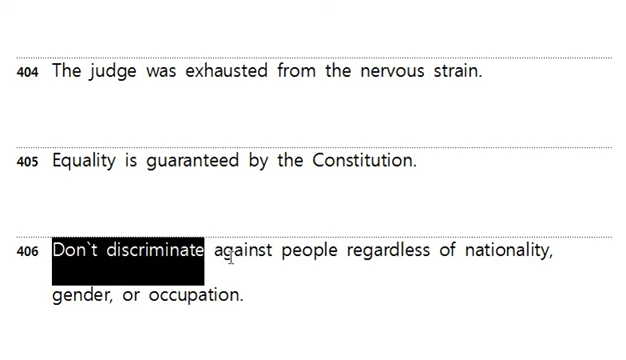 404 The judge was exhausted from the nervous strain.
405 Equality is guaranteed by the Constitution.
406 Don`t discriminate against people regardless of nationality,
gender, or occupation.